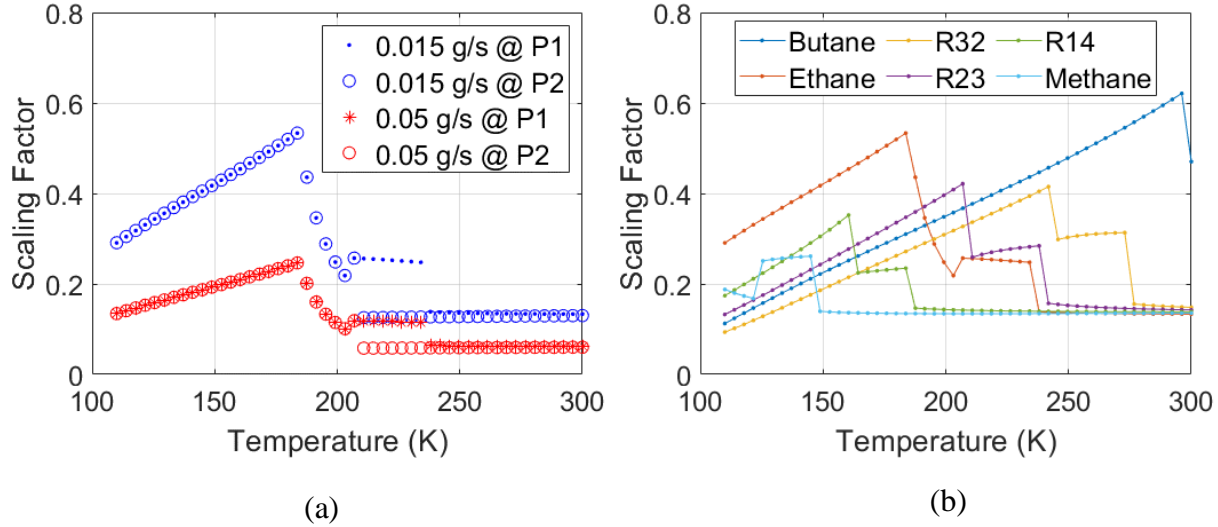 0.8
0.6
0.4
0.2
0
Scaling Factor
0.015 g/s @ P1
0.015 g/s @ P2
0.05 g/s @ P1
0.05 g/s @ P2
100 150 200 250 300
Temperature (K)
(a)
0.8
0.6
0.4
0.2
0
Scaling Factor
Butane R32 R14
Ethane R23 Methane
100 150 200 250 300
Temperature (K)
(b)